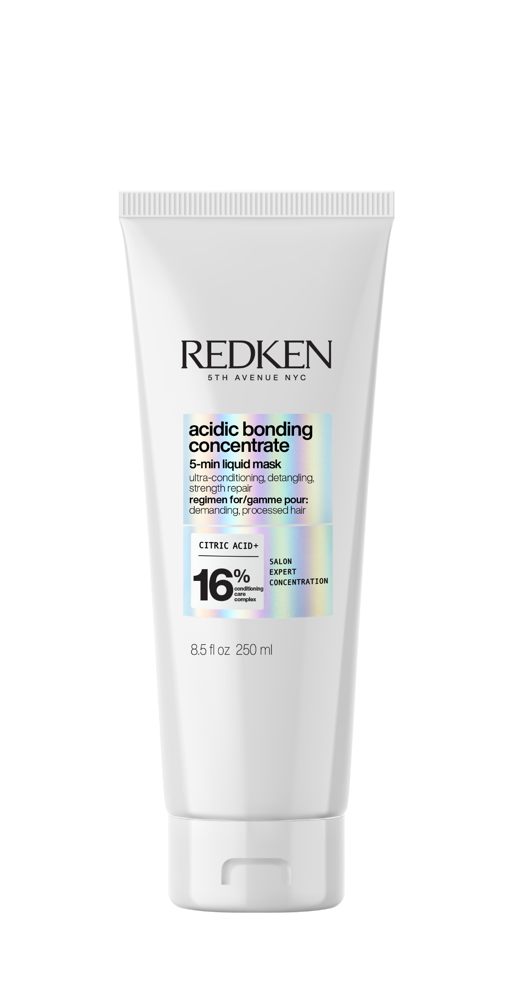 REDKEN
5TH AVENUE NYC
acidic bonding
concentrate
5-min liquid mask
ultra-conditioning, detangling,
strength repair
regimen for/gamme pour:
demanding, processed hair
CITRIC ACID+
16%
conditioning
care
complex
SALON
EXPERT
CONCENTRATION
8.5 fl oz 250 ml